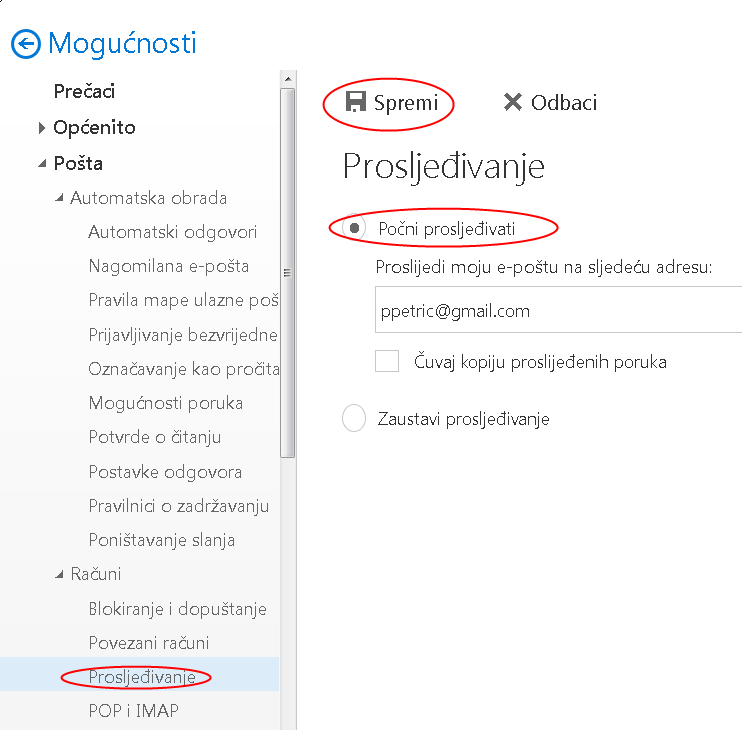 Mogućnosti
Prečaci
Općenito
Pošta
Automatska obrada
Automatski odgovori
Nagomilana e-pošta
Pravila mape ulazne poš
Prijavljivanje bezvrijedne
Označavanje kao pročita
Mogućnosti poruka
Potvrde o čitanju
Postavke odgovora
Pravilnici o zadržavanju
Poništavanje slanja
Računi
Blokiranje i dopuštanje
Povezani računi
Prosljeđivanje
POP i IMAP
Spremi
Odbaci
Prosljeđivanje
Počni prosljeđivati
Proslijedi moju e-poštu na sljedeću adresu:
ppetric@gmail.com
Čuvaj kopiju proslijeđenih poruka
Zaustavi prosljeđivanje